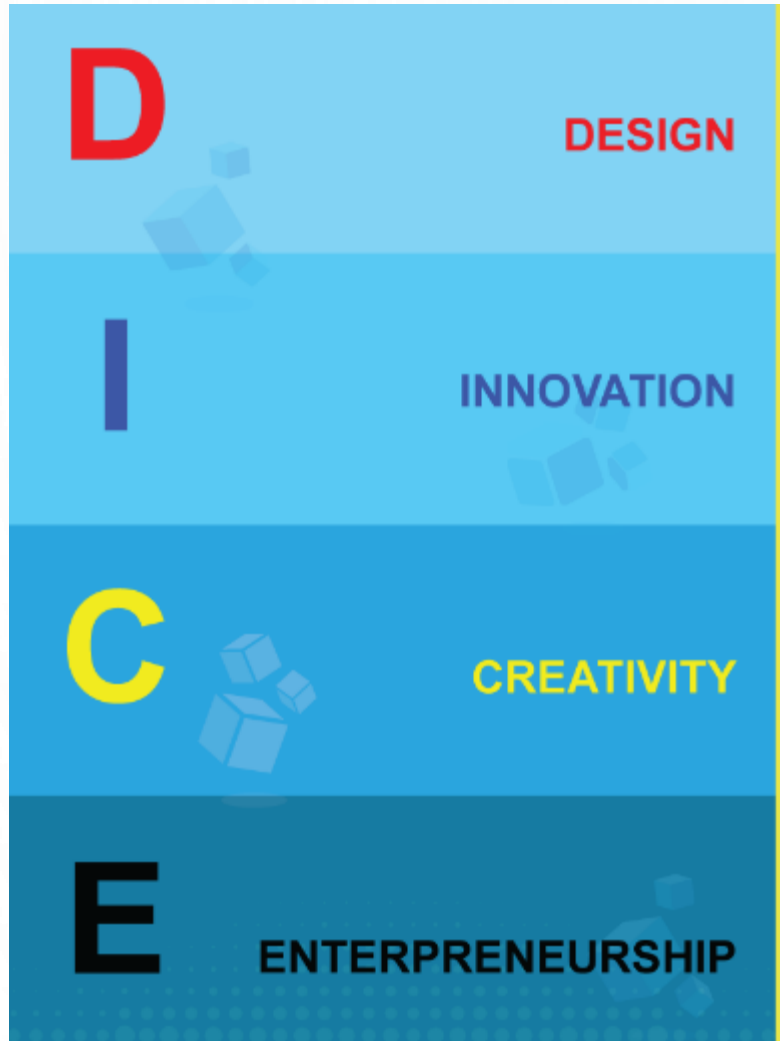 D
DESIGN
I
INNOVATION
C
CREATIVITY
E
ENTERPRENEURSHIP